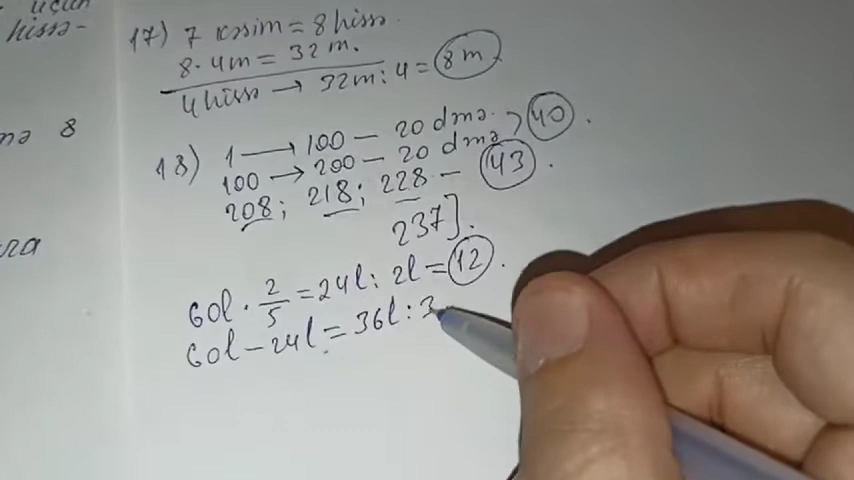 üçün
hissə-
nə 8
ra
17) 7 kəsim = 8 hissə
8 · 4m = 32 m.
4 hissə → 32m : 4 = 8 m
18) 1 → 100 — 20 dənə. > 40.
100 → 200 — 20 dənə
208; 218; 228 — 43.
237].
60l · 2/5 = 24l : 2l = 12.
60l - 24l = 36l : 3